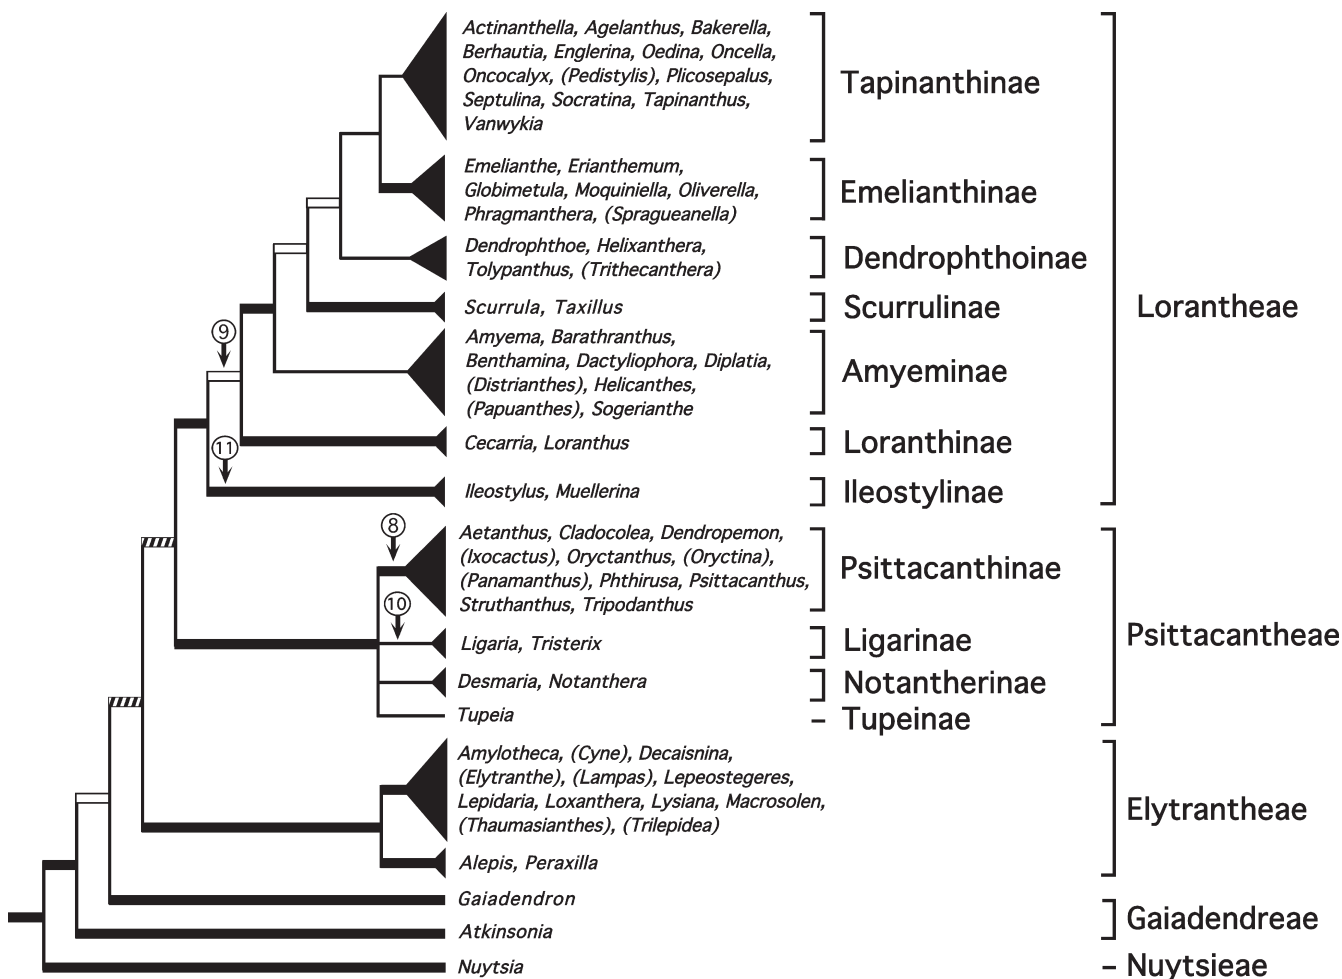 Actinanthella, Agelanthus, Bakerella,
Berhautia, Englerina, Oedina, Oncella,
Oncocalyx, (Pedistylis), Plicosepalus,
Septulina, Socratina, Tapinanthus,
Vanwykia
Tapinanthinae
Emelianthe, Erianthemum,
Globimetula, Moquiniella, Oliverella,
Phragmanthera, (Spragueanella)
Emelianthinae
Dendrophthoe, Helixanthera,
Tolypanthus, (Trithecanthera)
Dendrophthoinae
Scurrula, Taxillus
Scurrulinae
Lorantheae
9
Amyema, Barathranthus,
Benthamina, Dactyliophora, Diplatia,
(Distrianthes), Helicanthes,
(Papuanthes), Sogerianthe
Amyeminae
Cecarria, Loranthus
Loranthinae
11
Ileostylus, Muellerina
Ileostylinae
8
Aetanthus, Cladocolea, Dendropemon,
(Ixocactus), Oryctanthus, (Oryctina),
(Panamanthus), Phthirusa, Psittacanthus,
Struthanthus, Tripodanthus
Psittacanthinae
10
Ligaria, Tristerix
Ligarinae
Psittacantheae
Desmaria, Notanthera
Notantherinae
Tupeia
Tupeinae
Amylotheca, (Cyne), Decaisnina,
(Elytranthe), (Lampas), Lepeostegeres,
Lepidaria, Loxanthera, Lysiana, Macrosolen,
(Thaumasianthes), (Trilepidea)
Elytrantheae
Alepis, Peraxilla
Gaiadendron
Gaiadendreae
Atkinsonia
Nuytsia
Nuytsieae